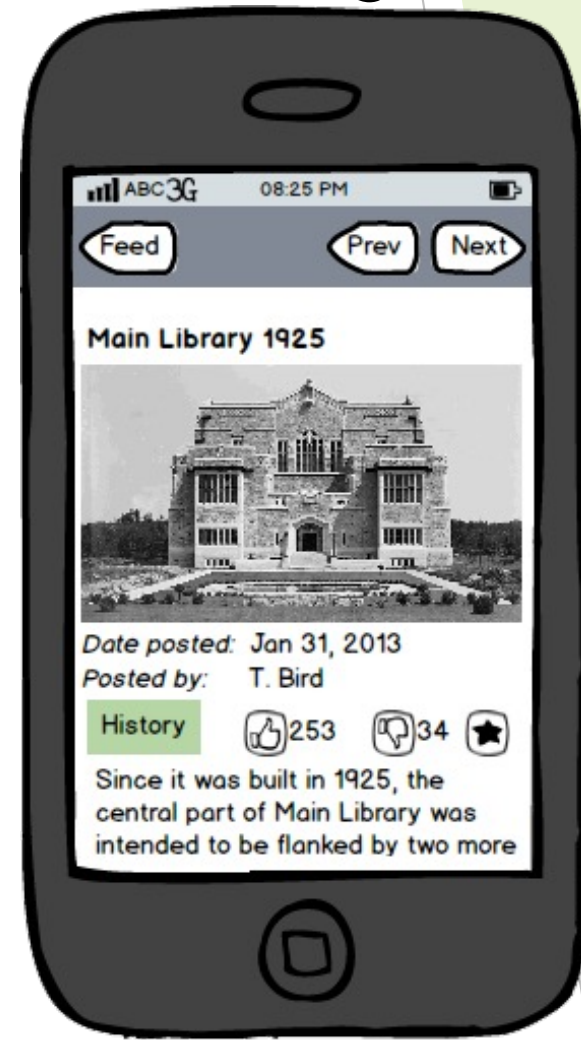 ABC 3G 08:25 PM
Feed Prev Next
Main Library 1925
Date posted: Jan 31, 2013
Posted by: T. Bird
History 253 34
Since it was built in 1925, the
central part of Main Library was
intended to be flanked by two more